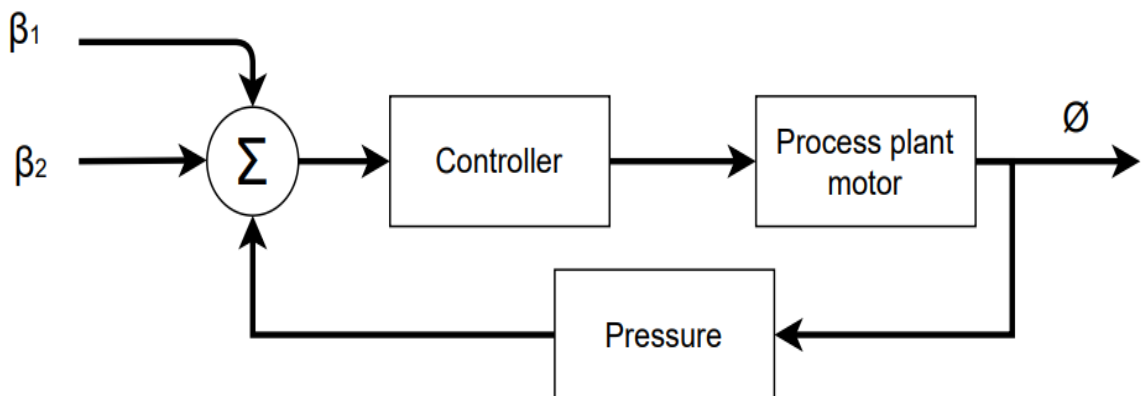 β₁
β₂
Σ
Controller
Process plant
motor
Ø
Pressure